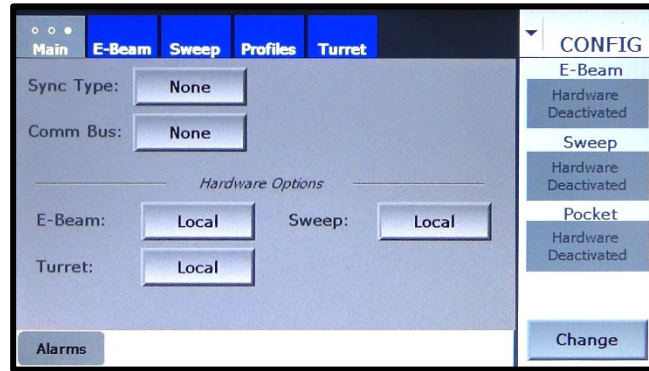 Main E-Beam Sweep Profiles Turret
CONFIG
Sync Type: None
Comm Bus: None
Hardware Options
E-Beam: Local Sweep: Local
Turret: Local
Alarms
E-Beam
Hardware
Deactivated
Sweep
Hardware
Deactivated
Pocket
Hardware
Deactivated
Change